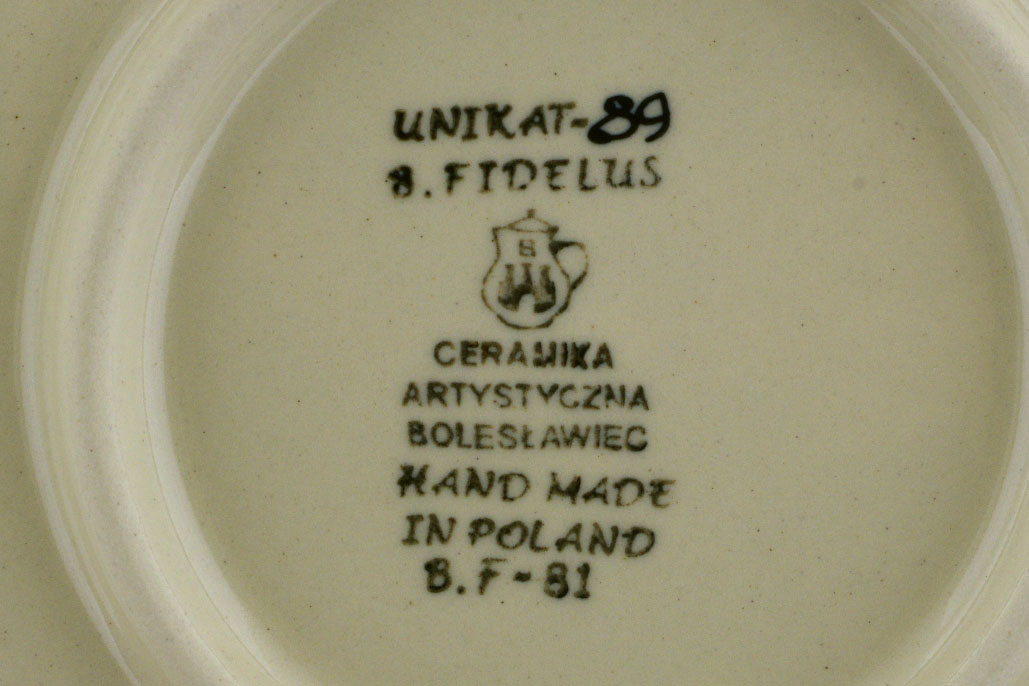 UNIKAT-89
B. FIDELUS
B
CERAMIKA
ARTYSTYCZNA
BOLESŁAWIEC
HAND MADE
IN POLAND
B. F-81